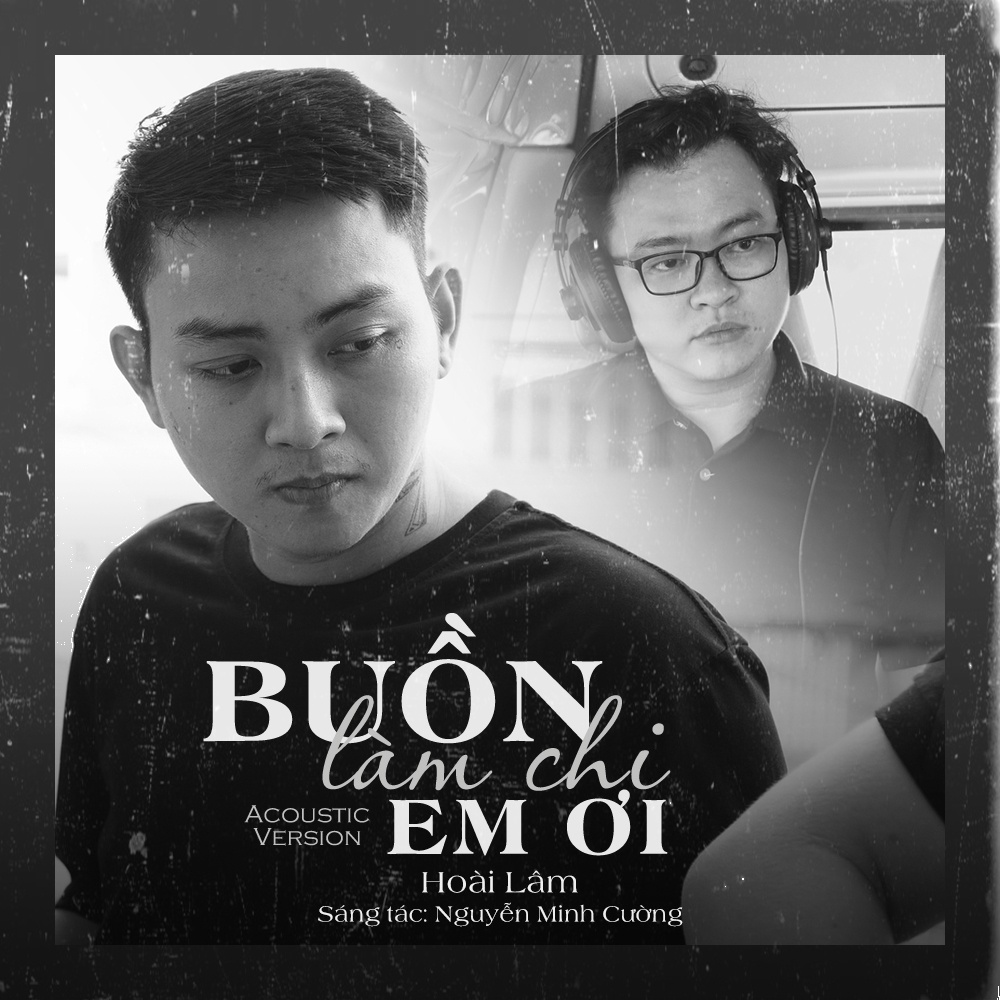 BUỒN
làm chi
ACOUSTIC
VERSION
EM ƠI
Hoài Lâm
Sáng tác: Nguyễn Minh Cường